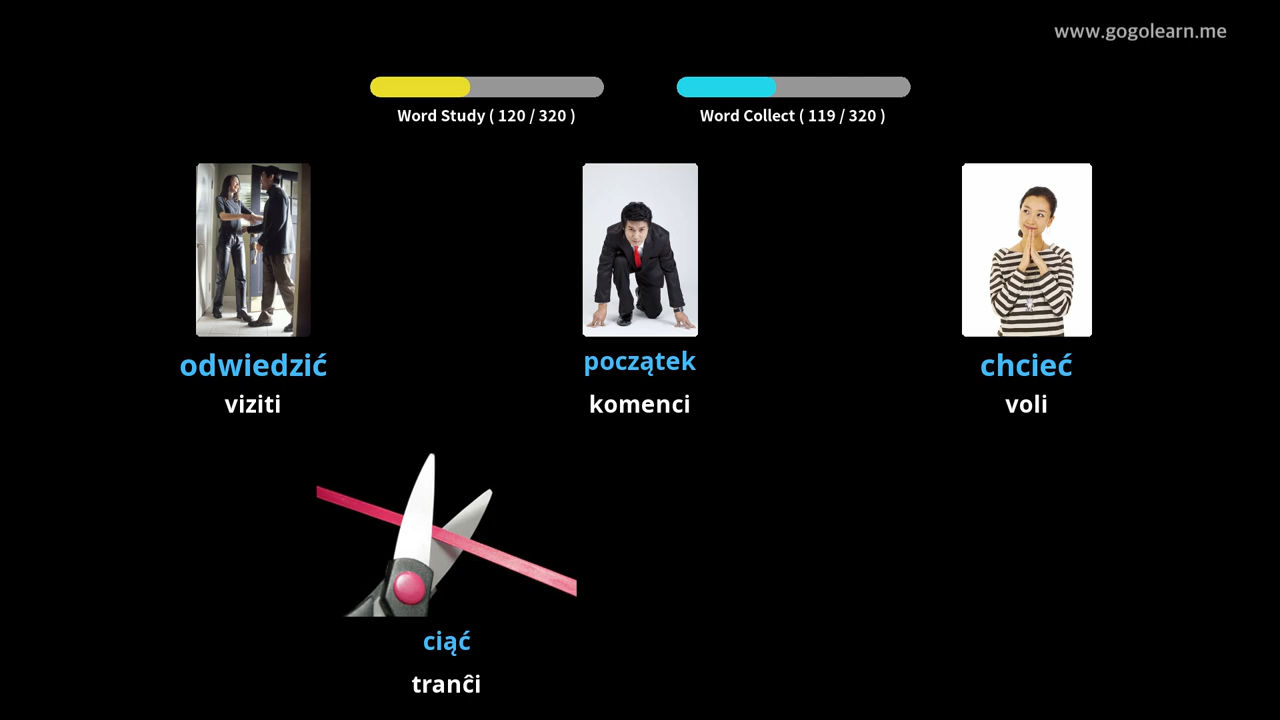 www.gogolearn.me
Word Study ( 120 / 320 )
Word Collect ( 119 / 320 )
odwiedzić
viziti
początek
komenci
chcieć
voli
ciąć
tranĉi